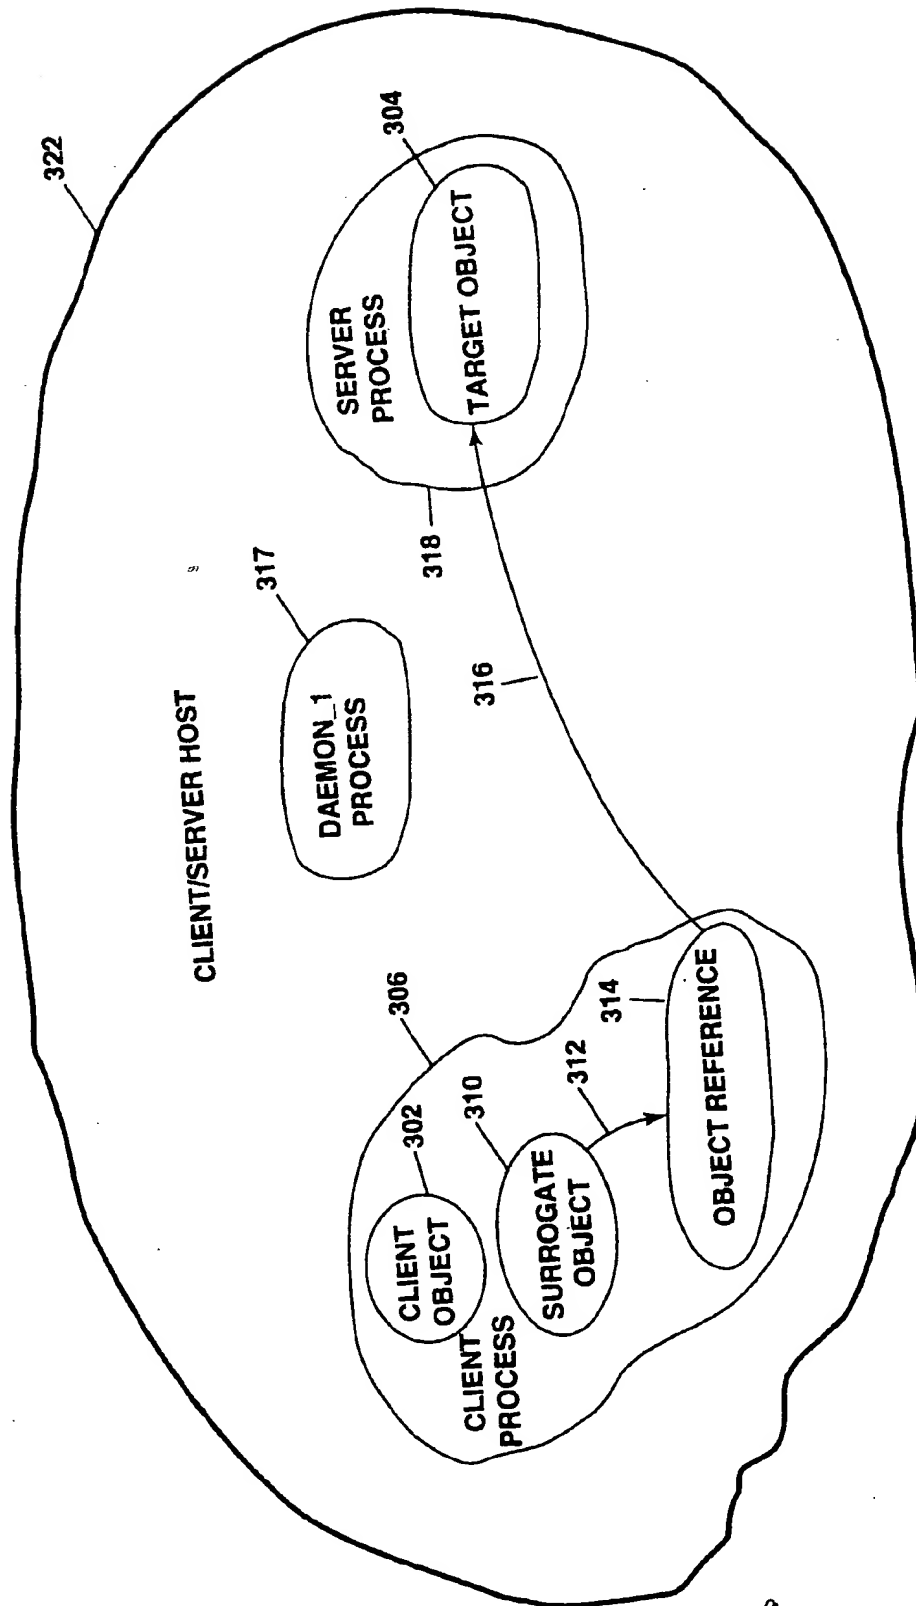 322
CLIENT/SERVER HOST
317
DAEMON_1
PROCESS
SERVER
PROCESS
304
TARGET OBJECT
318
316
306
302
CLIENT
OBJECT
CLIENT
PROCESS
310
SURROGATE
OBJECT
312
314
OBJECT REFERENCE